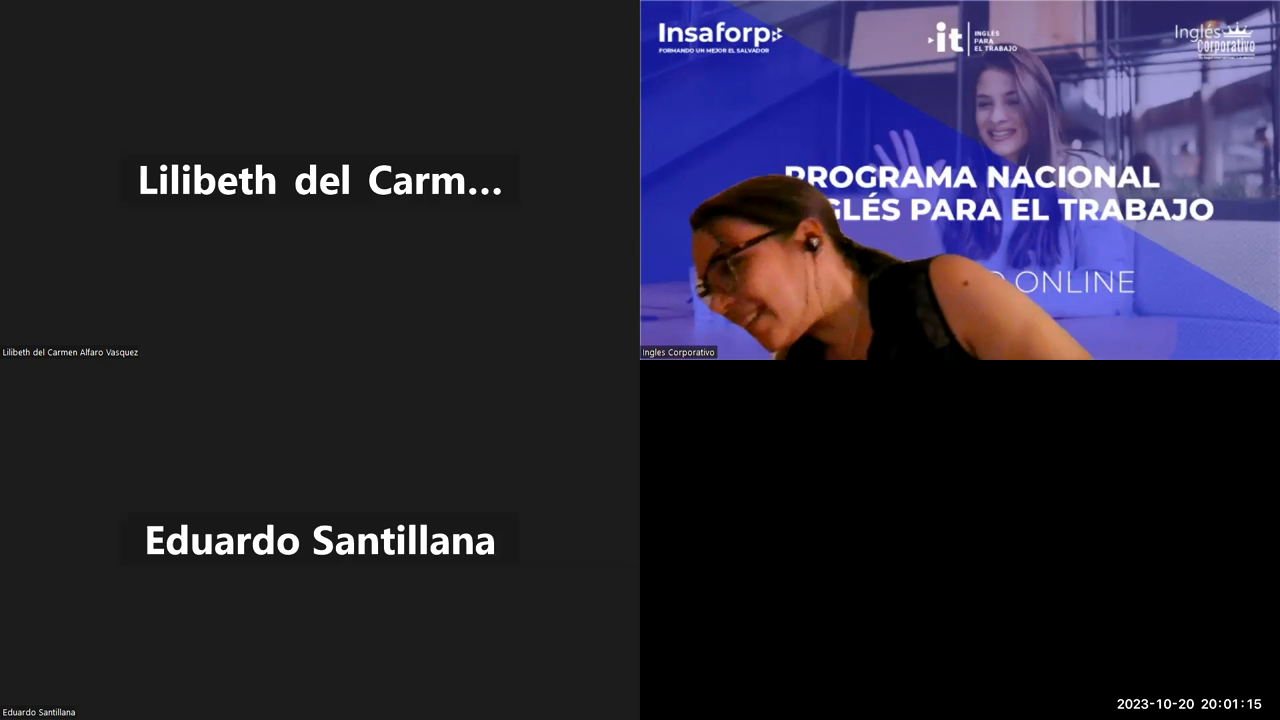 Lilibeth del Carm...
Lilibeth del Carmen Alfaro Vasquez
Insaforp
FORMANDO UN MEJOR EL SALVADOR
it
INGLES
PARA
EL TRABAJO
Inglés
Corporativo
PROGRAMA NACIONAL
GLÉS PARA EL TRABAJO
O ONLINE
Ingles Corporativo
Eduardo Santillana
Eduardo Santillana
2023-10-20 20:01:15